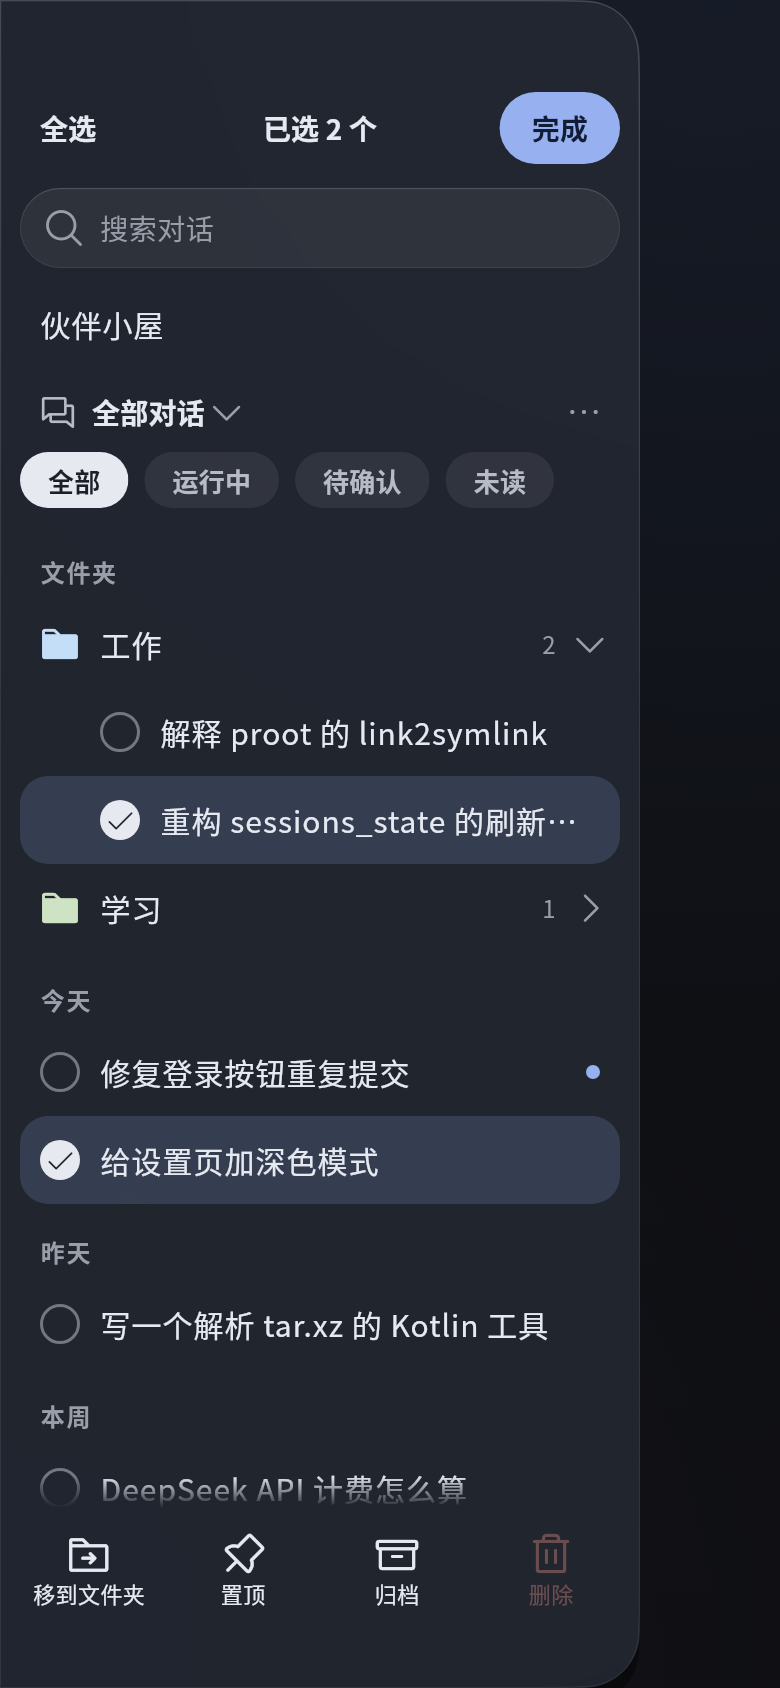 全选 已选 2 个 完成
搜索对话
伙伴小屋
全部对话
全部 运行中 待确认 未读
文件夹
工作 2
解释 proot 的 link2symlink
重构 sessions_state 的刷新…
学习 1
今天
修复登录按钮重复提交
给设置页加深色模式
昨天
写一个解析 tar.xz 的 Kotlin 工具
本周
DeepSeek API 计费怎么算
移到文件夹 置顶 归档 删除